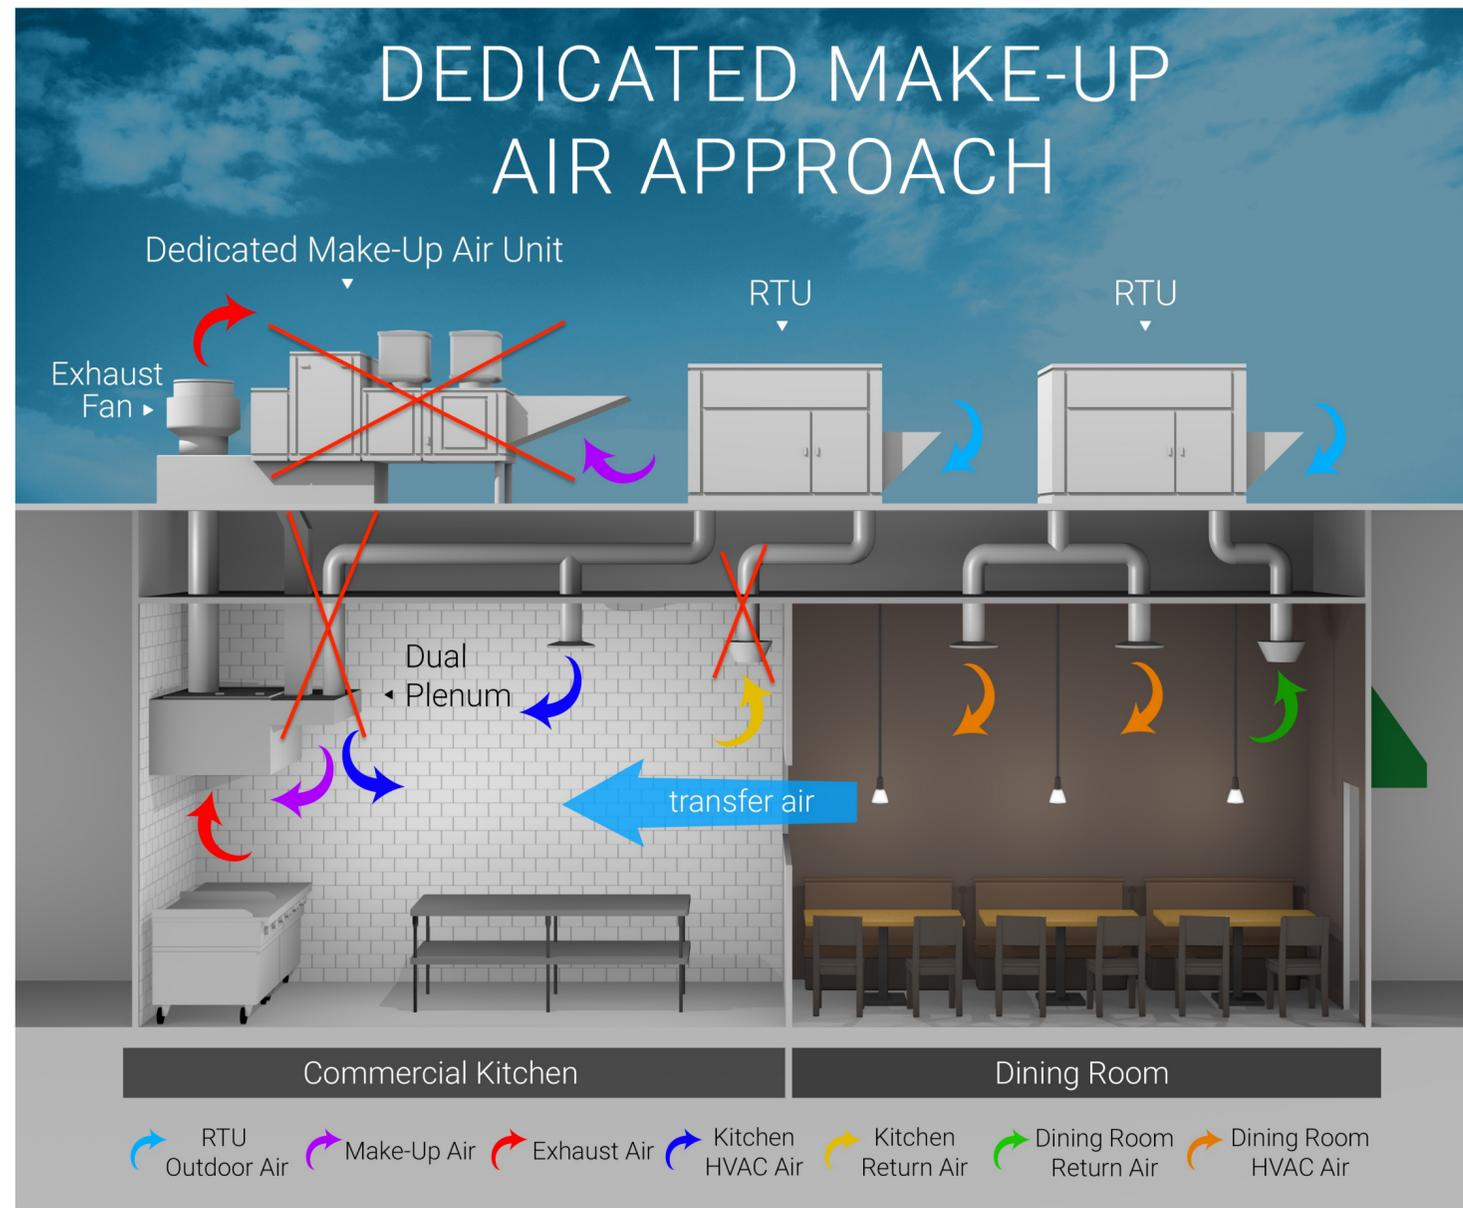 DEDICATED MAKE-UP
AIR APPROACH
Dedicated Make-Up Air Unit
RTU
RTU
Exhaust
Fan
Dual
Plenum
transfer air
Commercial Kitchen
Dining Room
RTU
Outdoor Air
Make-Up Air
Exhaust Air
Kitchen
HVAC Air
Kitchen
Return Air
Dining Room
Return Air
Dining Room
HVAC Air